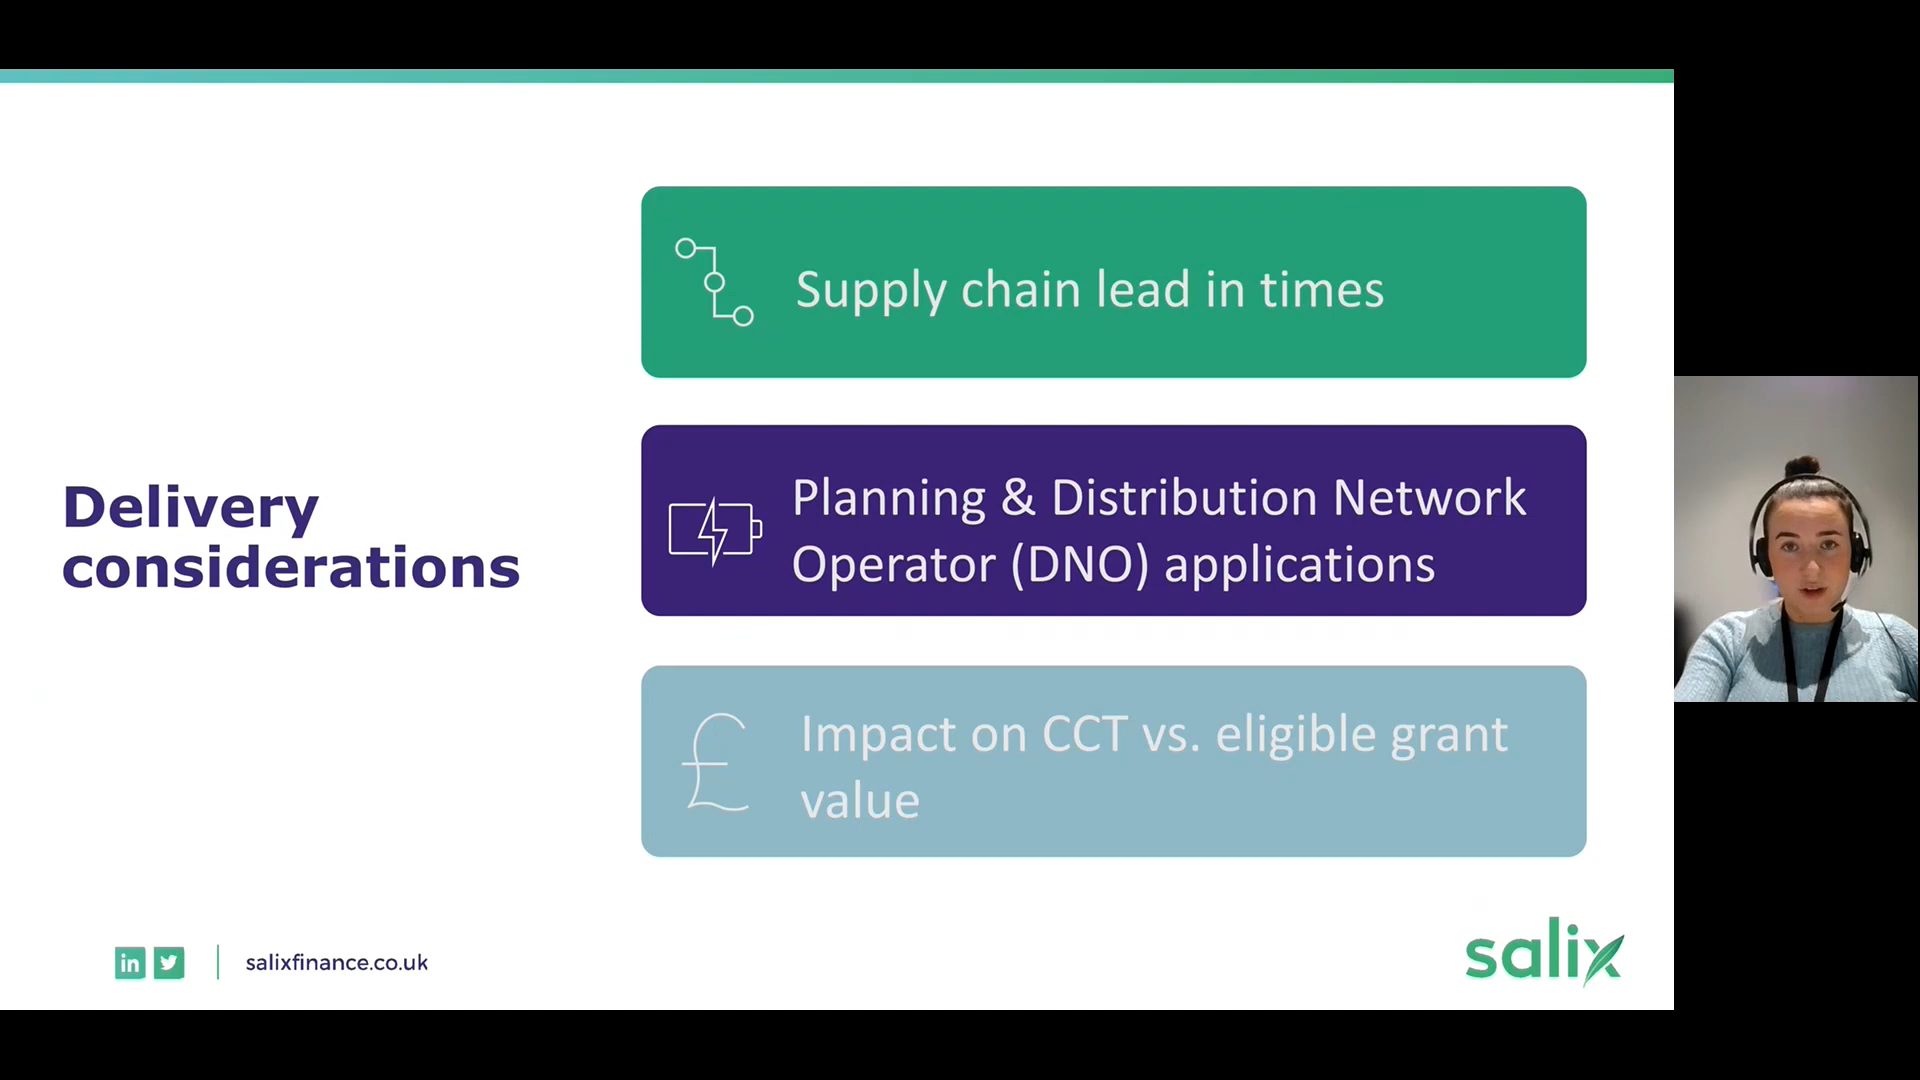 Delivery
considerations
Supply chain lead in times
Planning & Distribution Network
Operator (DNO) applications
£
Impact on CCT vs. eligible grant
value
in
salixfinance.co.uk
salix